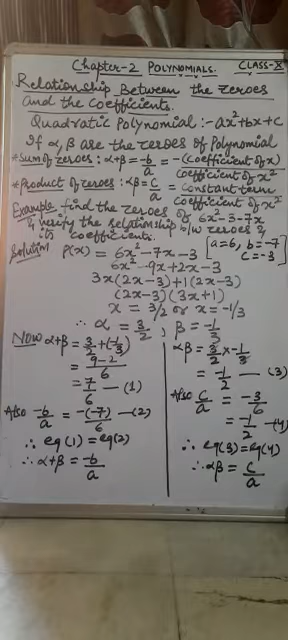 Chapter-2 POLYNOMIALS. CLASS-X
Relationship Between the zeroes
and the coefficients.
Quadratic Polynomial :- ax²+bx+c
If α, β are the zeroes of Polynomial
*Sum of zeroes : α+β = -b/a = -(coefficient of x)/coefficient of x²
*Product of zeroes : αβ = c/a = constant term/coefficient of x²
Example find the zeroes of 6x²-3-7x
& verify the relationship b/w zeroes &
its coefficients.
Solution P(x) = 6x²-7x-3 [a=6, b=-7 c=-3]
6x²-9x+2x-3
3x(2x-3)+1(2x-3)
(2x-3)(3x+1)
x = 3/2 or x = -1/3
∴ α = 3/2, β = -1/3
Now α+β = 3/2+(-1/3)
= 9-2/6
= 7/6 — (1)
Also -b/a = -(-7)/6 — (2)
∴ eq(1) = eq(2)
∴ α+β = -b/a
αβ = 3/2 × -1/3
= -1/2 — (3)
Also c/a = -3/6
= -1/2 — (4)
∴ eq(3) = eq(4)
∴ αβ = c/a